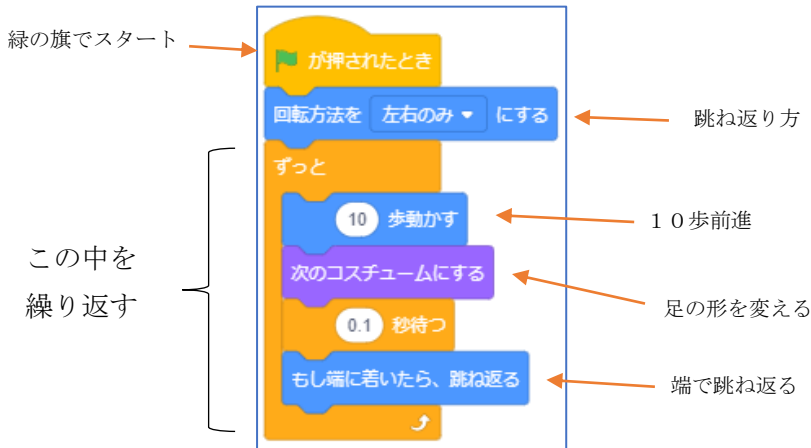 緑の旗でスタート
が押されたとき
回転方法を 左右のみ にする
跳ね返り方
ずっと
10 歩動かす
１０歩前進
この中を
繰り返す
次のコスチュームにする
足の形を変える
0.1 秒待つ
もし端に着いたら、跳ね返る
端で跳ね返る